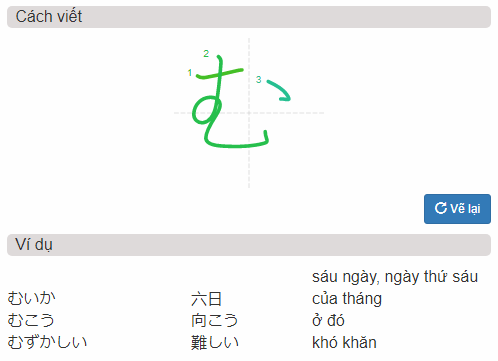 Cách viết
2
1
3
む
Vẽ lại
Ví dụ
sáu ngày, ngày thứ sáu
むいか 六日 của tháng
むこう 向こう ở đó
むずかしい 難しい khó khăn